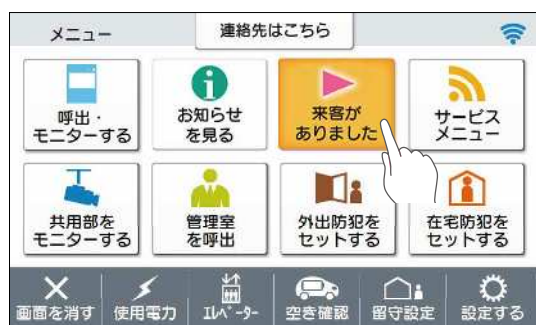 メニュー
連絡先はこちら
呼出・
モニターする
お知らせ
を見る
来客が
ありました
サービス
メニュー
共用部を
モニターする
管理室
を呼出
外出防犯を
セットする
在宅防犯を
セットする
画面を消す
使用電力
エレベーター
空き確認
留守設定
設定する